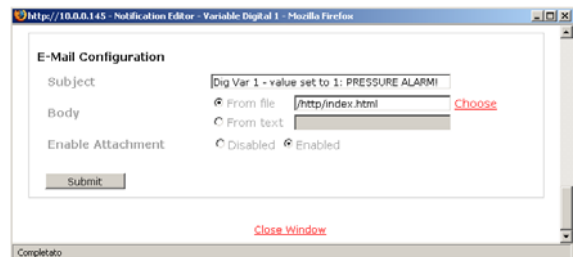 http://10.0.0.145 - Notification Editor - Variable Digital 1 - Mozilla Firefox
E-Mail Configuration
Subject Dig Var 1 - value set to 1: PRESSURE ALARM!
Body
From file /http/index.html Choose
From text
Enable Attachment Disabled Enabled
Submit
Close Window
Completato